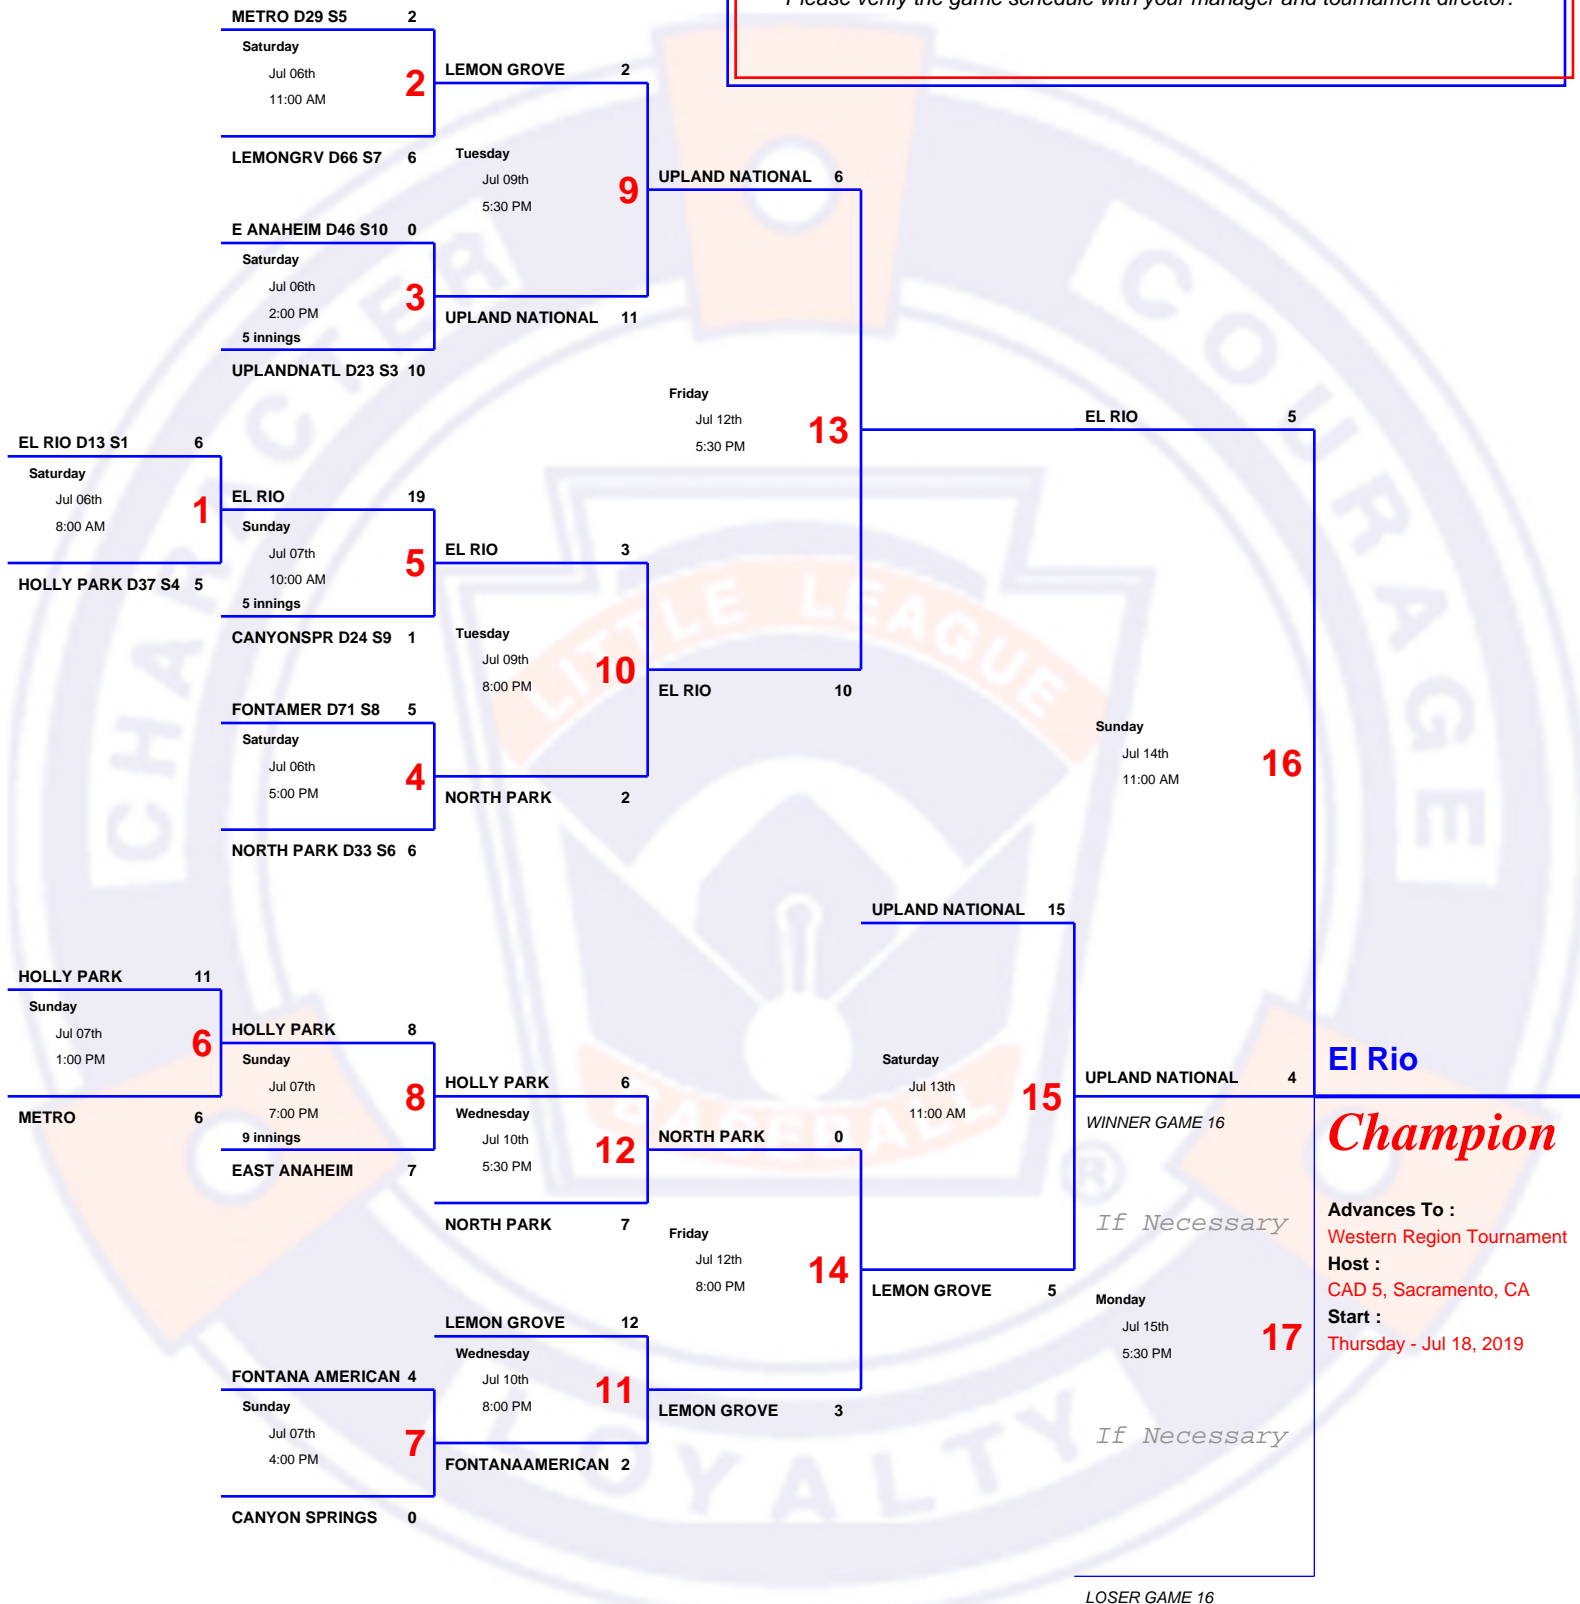 Please verify the game schedule with your manager and tournament director.
METRO D29 S5 2
Saturday
Jul 06th
11:00 AM
2
LEMONGRV D66 S7 6
LEMON GROVE 2
Tuesday
Jul 09th
5:30 PM
9
UPLAND NATIONAL 11
E ANAHEIM D46 S10 0
Saturday
Jul 06th
2:00 PM
5 innings
3
UPLANDNATL D23 S3 10
UPLAND NATIONAL 6
Friday
Jul 12th
5:30 PM
13
EL RIO 10
EL RIO D13 S1 6
Saturday
Jul 06th
8:00 AM
1
HOLLY PARK D37 S4 5
EL RIO 19
Sunday
Jul 07th
10:00 AM
5 innings
5
CANYONSPR D24 S9 1
EL RIO 3
Tuesday
Jul 09th
8:00 PM
10
NORTH PARK 2
FONTAMER D71 S8 5
Saturday
Jul 06th
5:00 PM
4
NORTH PARK D33 S6 6
EL RIO 5
Sunday
Jul 14th
11:00 AM
16
UPLAND NATIONAL 4
HOLLY PARK 11
Sunday
Jul 07th
1:00 PM
6
METRO 6
HOLLY PARK 8
Sunday
Jul 07th
7:00 PM
9 innings
8
EAST ANAHEIM 7
HOLLY PARK 6
Wednesday
Jul 10th
5:30 PM
12
NORTH PARK 7
NORTH PARK 0
Friday
Jul 12th
8:00 PM
14
LEMON GROVE 3
LEMON GROVE 12
Wednesday
Jul 10th
8:00 PM
11
FONTANAAMERICAN 2
FONTANA AMERICAN 4
Sunday
Jul 07th
4:00 PM
7
CANYON SPRINGS 0
UPLAND NATIONAL 15
Saturday
Jul 13th
11:00 AM
15
LEMON GROVE 5
WINNER GAME 16
If Necessary
Monday
Jul 15th
5:30 PM
17
If Necessary
LOSER GAME 16
El Rio
Champion
Advances To :
Western Region Tournament
Host :
CAD 5, Sacramento, CA
Start :
Thursday - Jul 18, 2019
CHARACTER
COURAGE
LOYALTY
LITTLE LEAGUE
BASEBALL
®